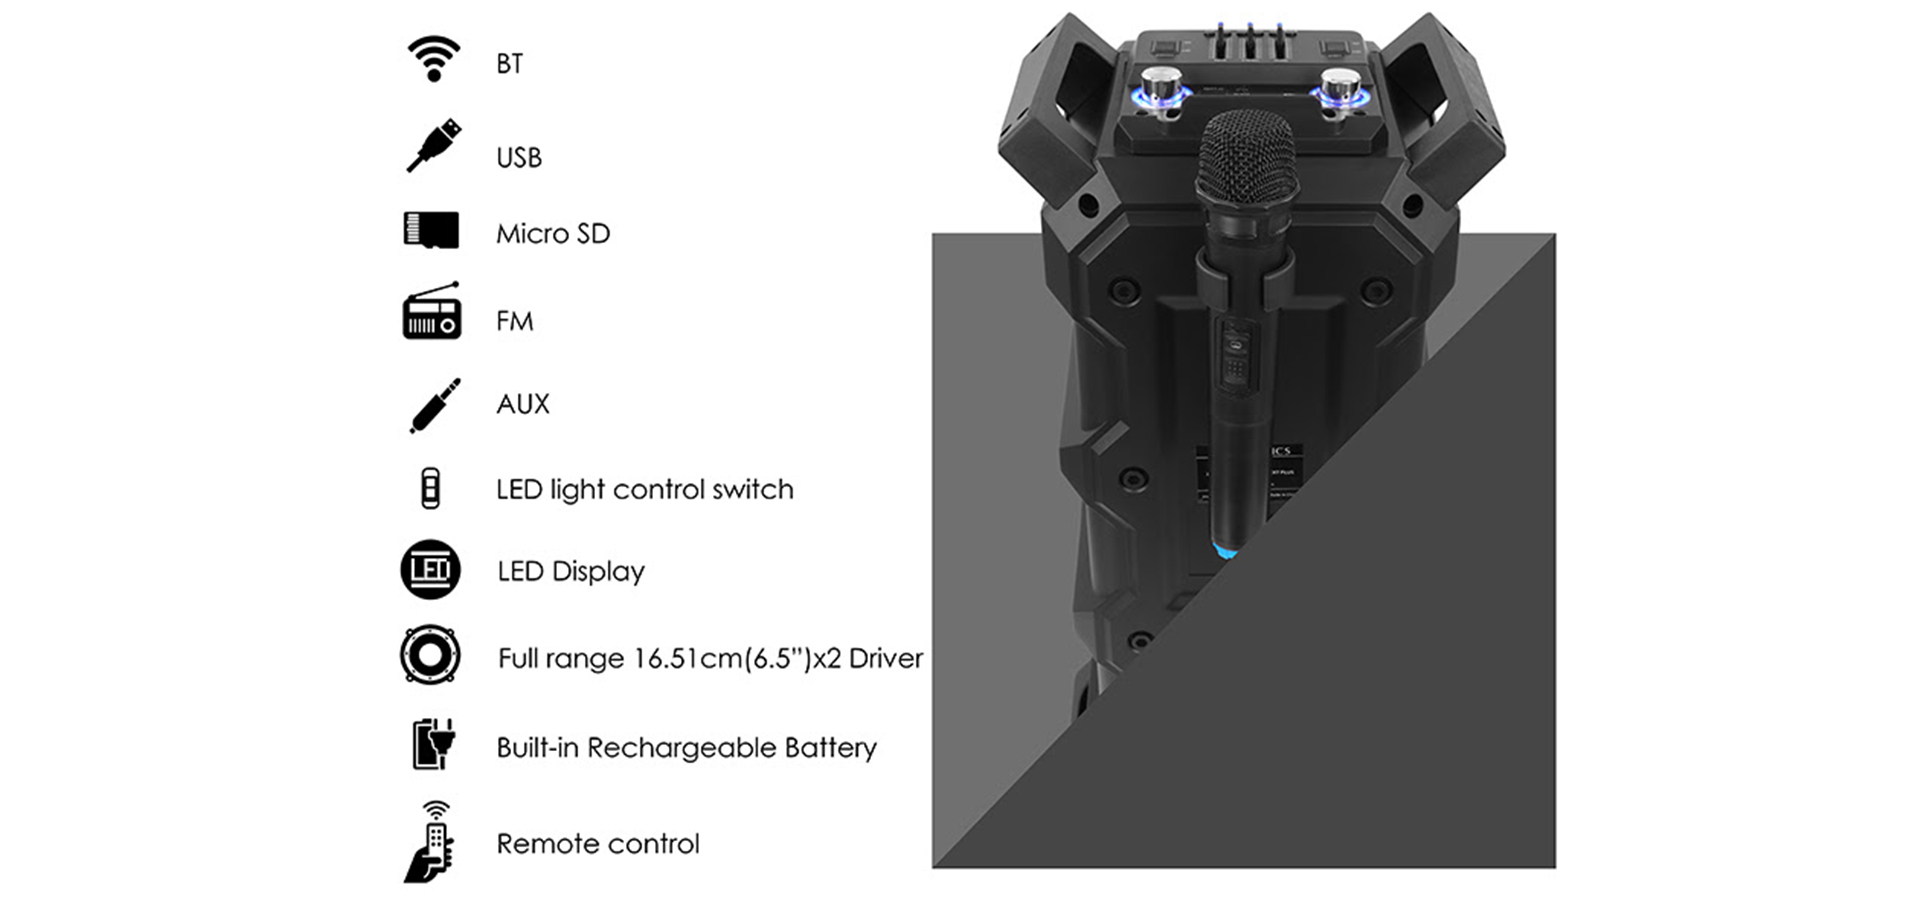 BT
USB
Micro SD
FM
AUX
LED light control switch
LED
LED Display
Full range 16.51cm(6.5”)x2 Driver
Built-in Rechargeable Battery
Remote control